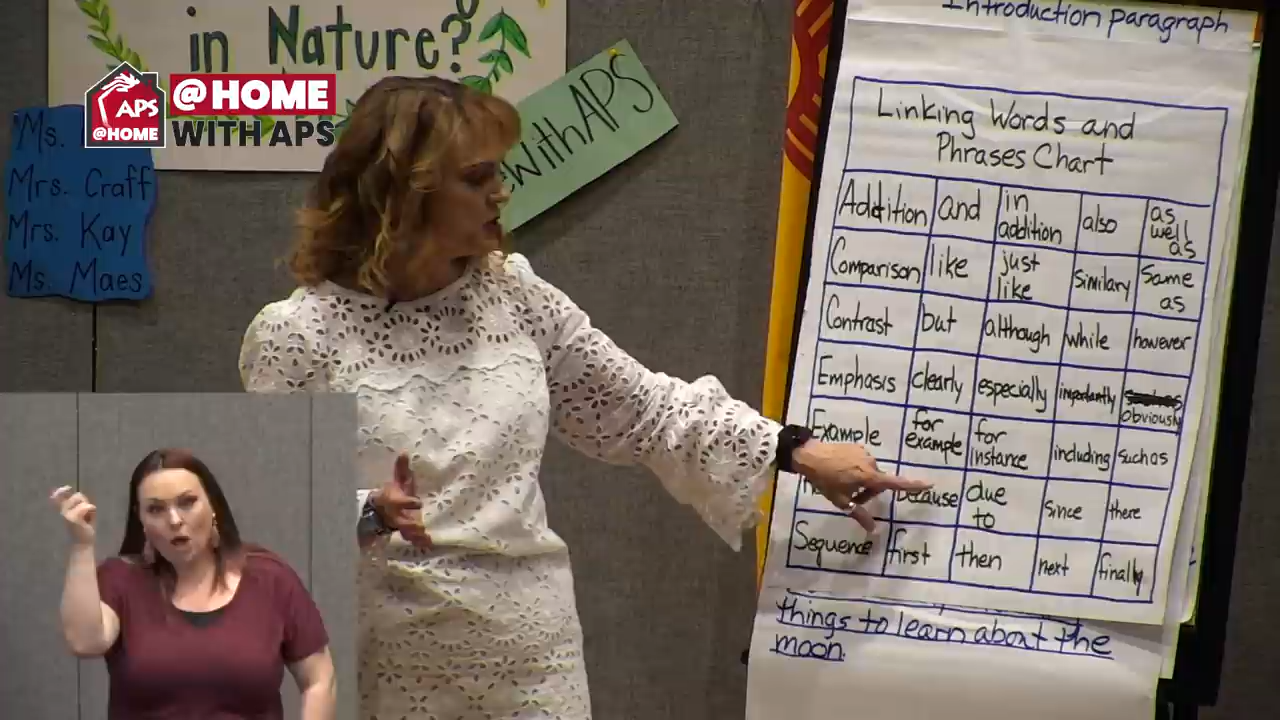 in Nature?
withAPS
APS
@HOME
@HOME
WITH APS
Ms.
Mrs. Craff
Mrs. Kay
Ms. Maes
Introduction paragraph
Linking Words and
Phrases Chart
Addition and in addition also as well as
Comparison like just like similary same as
Contrast but although while however
Emphasis clearly especially importantly obviously
Example for example for instance including such as
because due to since there
Sequence first then next finally
things to learn about the
moon.